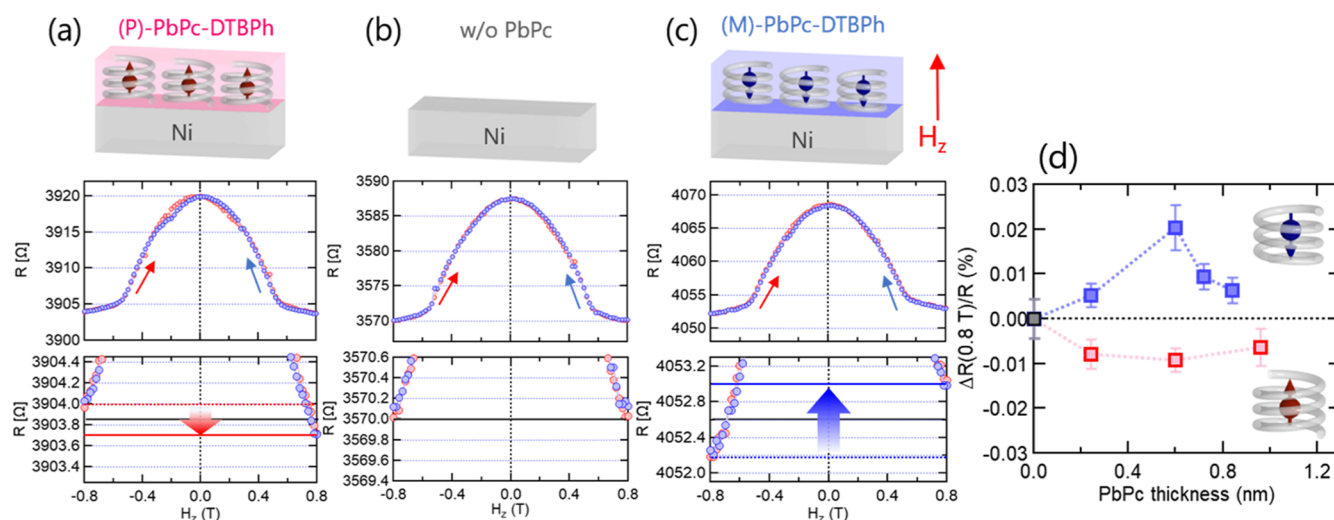 (a)
(P)-PbPc-DTBPh
Ni
(b)
w/o PbPc
Ni
(c)
(M)-PbPc-DTBPh
Ni
Hz
R [Ω]
3920
3915
3910
3905
3900
R [Ω]
3590
3585
3580
3575
3570
R [Ω]
4070
4065
4060
4055
4050
R [Ω]
3904.4
3904.2
3904.0
3903.8
3903.6
3903.4
-0.8 -0.4 0.0 0.4 0.8
Hz (T)
R [Ω]
3570.6
3570.4
3570.2
3570.0
3569.8
3569.6
3569.4
-0.8 -0.4 0.0 0.4 0.8
Hz (T)
R [Ω]
4053.2
4052.8
4052.4
4052.0
-0.8 -0.4 0.0 0.4 0.8
Hz (T)
(d)
ΔR(0.8 T)/R (%)
0.03
0.02
0.010
0.00
-0.01
-0.02
-0.03
0.0 0.4 0.8 1.2
PbPc thickness (nm)